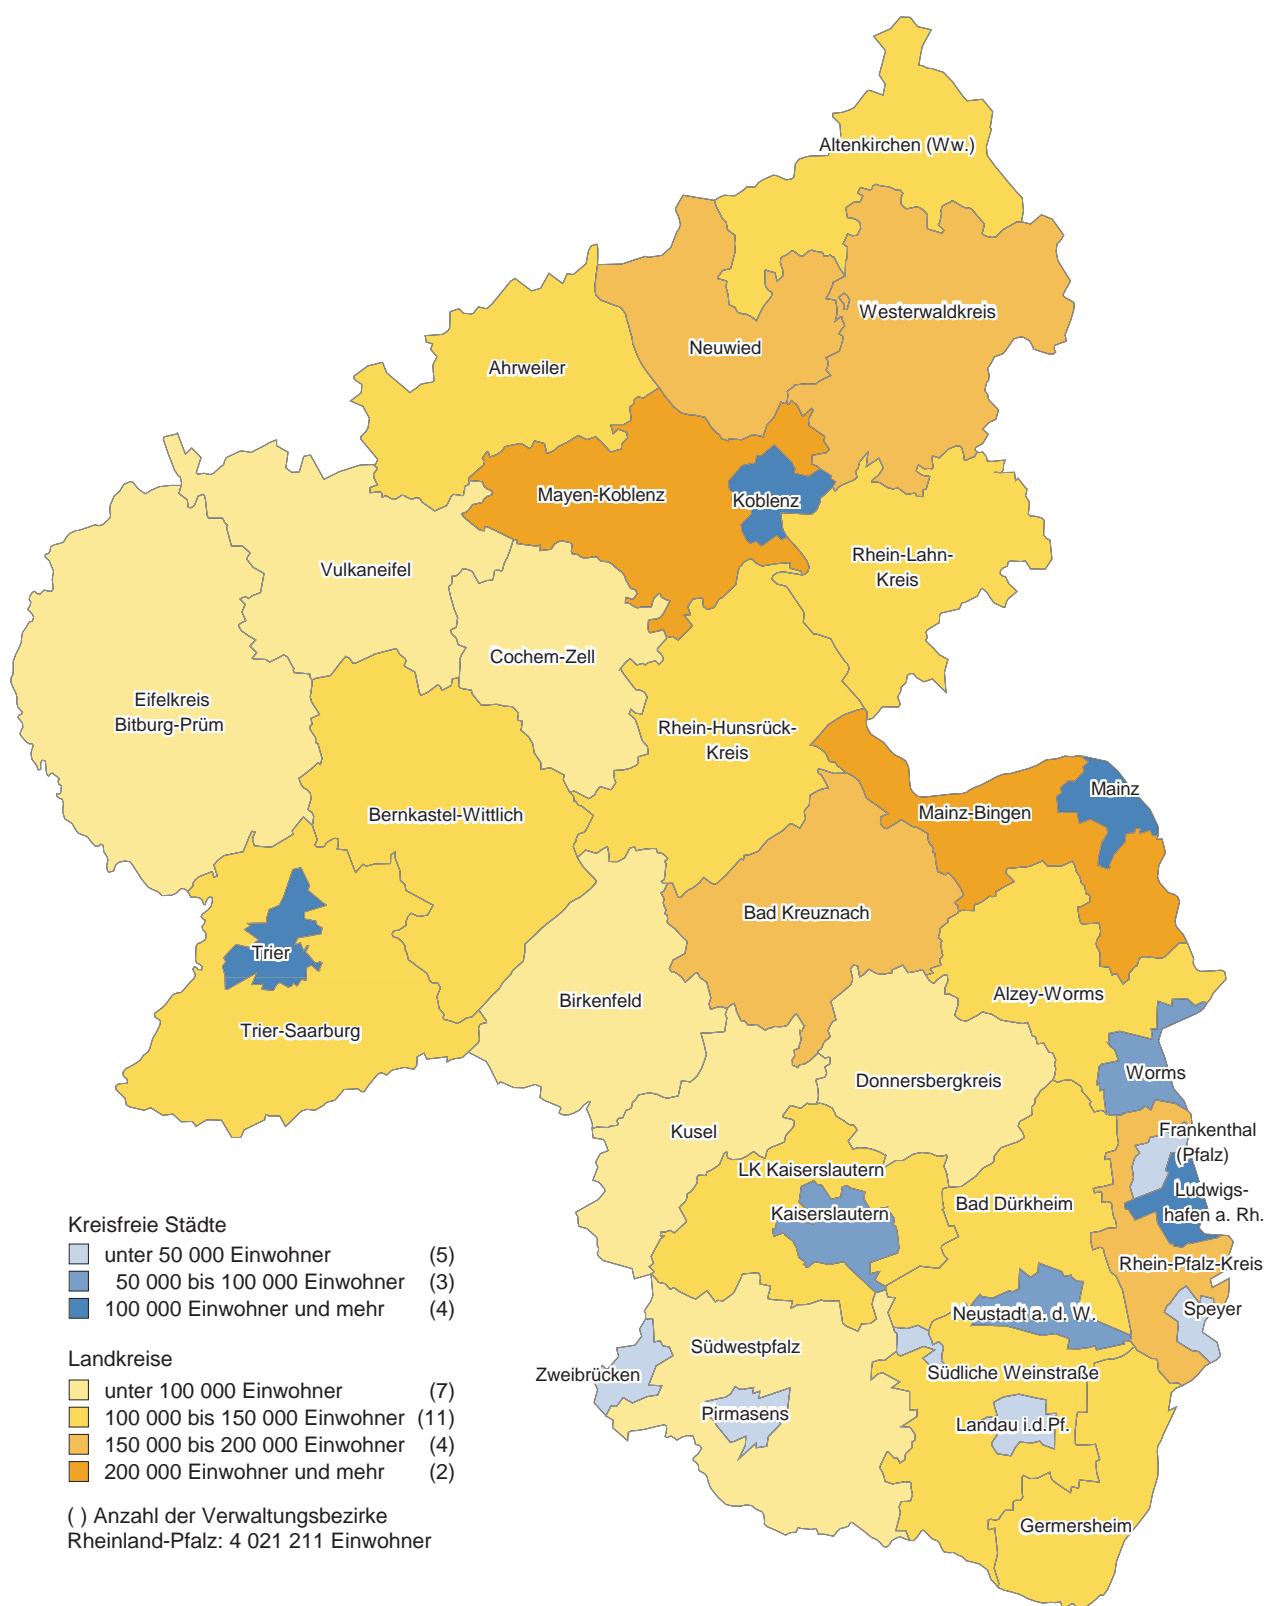 Altenkirchen (Ww.)
Westerwaldkreis
Neuwied
Ahrweiler
Mayen-Koblenz
Koblenz
Rhein-Lahn-
Kreis
Vulkaneifel
Cochem-Zell
Eifelkreis
Bitburg-Prüm
Rhein-Hunsrück-
Kreis
Mainz
Bernkastel-Wittlich
Mainz-Bingen
Bad Kreuznach
Trier
Alzey-Worms
Birkenfeld
Trier-Saarburg
Worms
Donnersbergkreis
Kusel
Frankenthal
(Pfalz)
LK Kaiserslautern
Ludwigs-
hafen a. Rh.
Bad Dürkheim
Kaiserslautern
Rhein-Pfalz-Kreis
Speyer
Neustadt a. d. W.
Südwestpfalz
Zweibrücken
Südliche Weinstraße
Pirmasens
Landau i.d.Pf.
Germersheim
Kreisfreie Städte
unter 50 000 Einwohner (5)
50 000 bis 100 000 Einwohner (3)
100 000 Einwohner und mehr (4)
Landkreise
unter 100 000 Einwohner (7)
100 000 bis 150 000 Einwohner (11)
150 000 bis 200 000 Einwohner (4)
200 000 Einwohner und mehr (2)
( ) Anzahl der Verwaltungsbezirke
Rheinland-Pfalz: 4 021 211 Einwohner